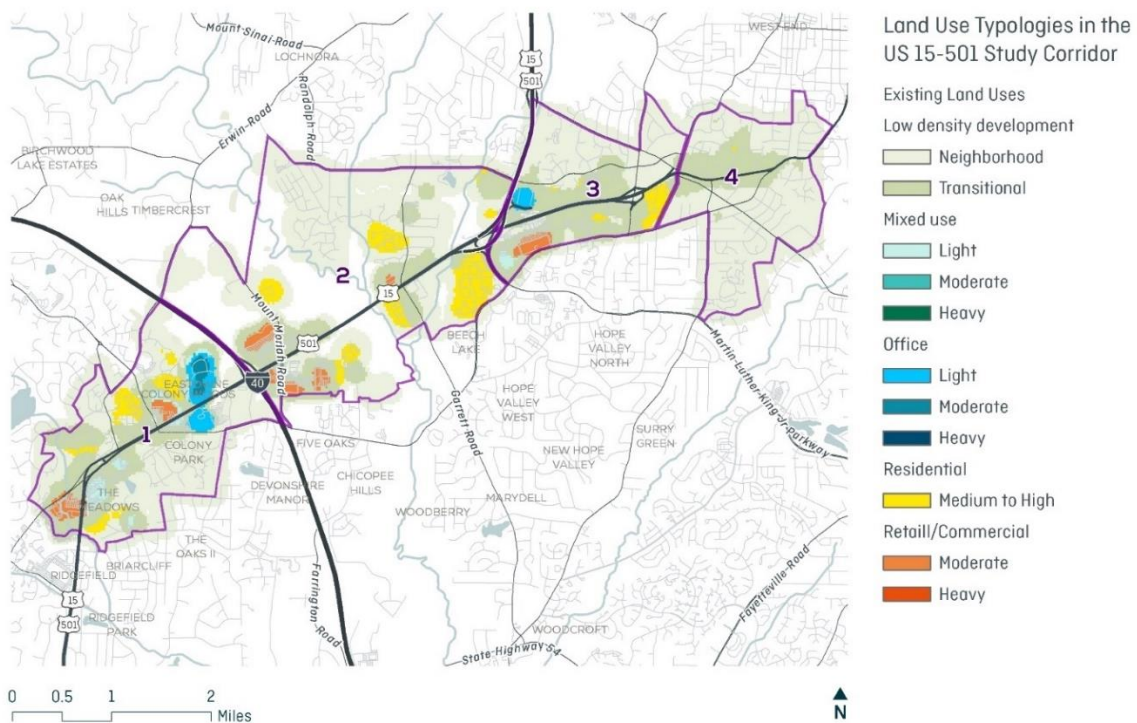 Mount-Sinai-Road
LOCHNORA
WEST END
15
501
Randolph-Road
Erwin-Road
BIRCHWOOD
LAKE ESTATES
OAK
HILLS
TIMBERCREST
3
4
2
15
501
Mount-Moriah-Road
BEECH
LAKE
HOPE
VALLEY
NORTH
Martin-Luther-King-Jr-Parkway
40
COLONY
1
COLONY
PARK
FIVE OAKS
HOPE
VALLEY
WEST
Garrett Road
SURRY
GREEN
NEW HOPE
VALLEY
CHICOPEE
HILLS
DEVONSHIRE
MANOR
MARYDELL
WOODBERRY
THE
MEADOWS
THE
OAKS II
BRIARCLIFF
RIDGEFIELD
15
501
RIDGEFIELD
PARK
Farrington-Road
WOODCROFT
State-Highway-54
Fayetteville-Road
0 0.5 1 2
Miles
N
Land Use Typologies in the
US 15-501 Study Corridor
Existing Land Uses
Low density development
Neighborhood
Transitional
Mixed use
Light
Moderate
Heavy
Office
Light
Moderate
Heavy
Residential
Medium to High
Retaill/Commercial
Moderate
Heavy